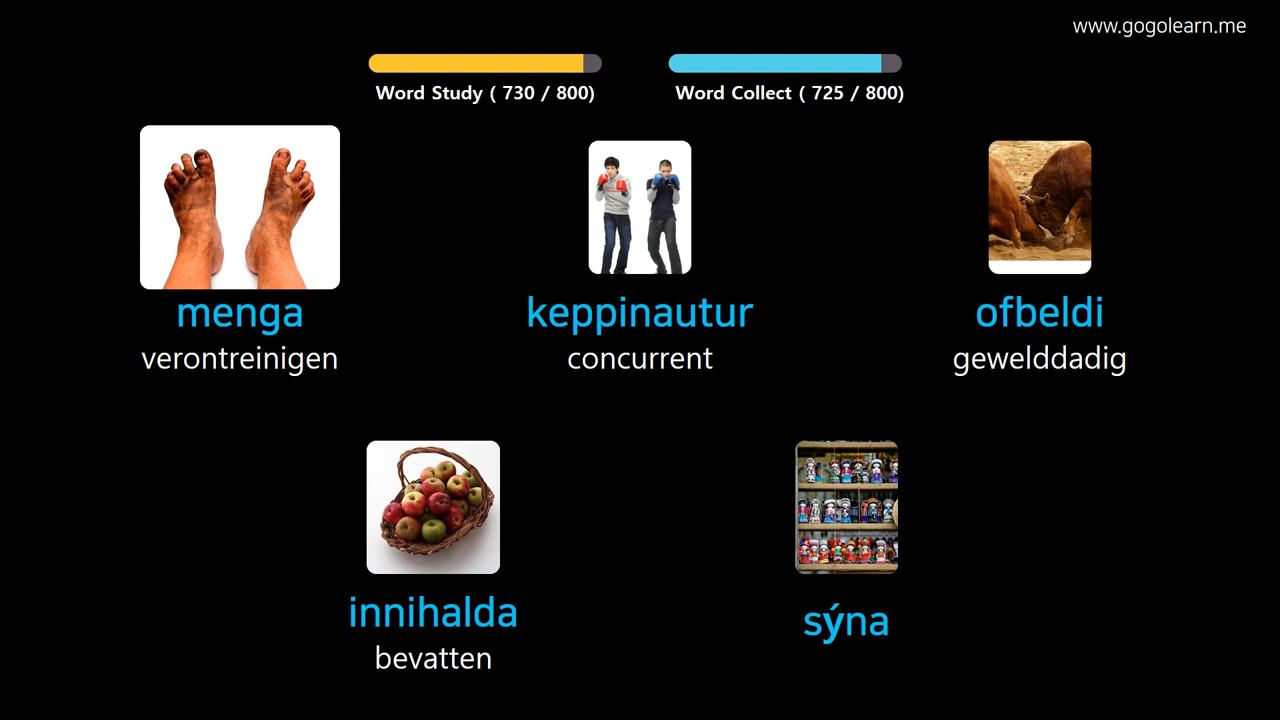 www.gogolearn.me
Word Study ( 730 / 800)
Word Collect ( 725 / 800)
menga
verontreinigen
keppinautur
concurrent
ofbeldi
gewelddadig
innihalda
bevatten
sýna